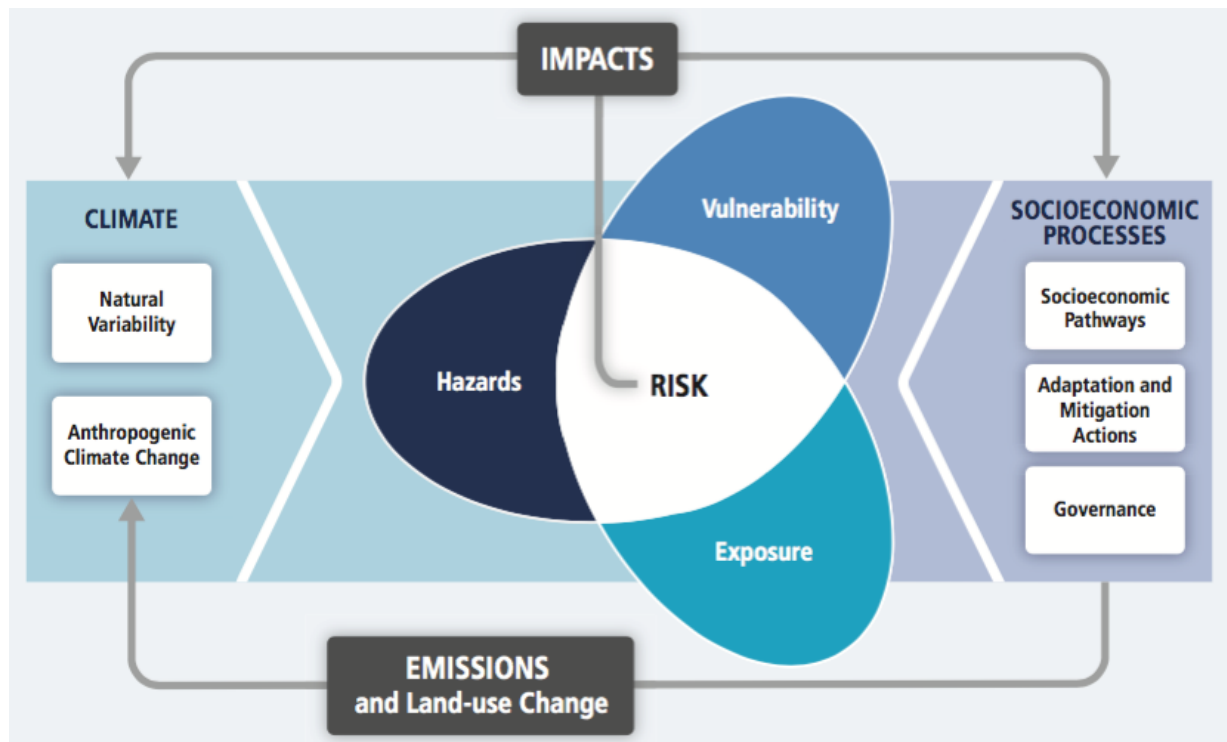 IMPACTS
CLIMATE
Natural
Variability
Anthropogenic
Climate Change
Vulnerability
Hazards
RISK
Exposure
SOCIOECONOMIC
PROCESSES
Socioeconomic
Pathways
Adaptation and
Mitigation
Actions
Governance
EMISSIONS
and Land-use Change